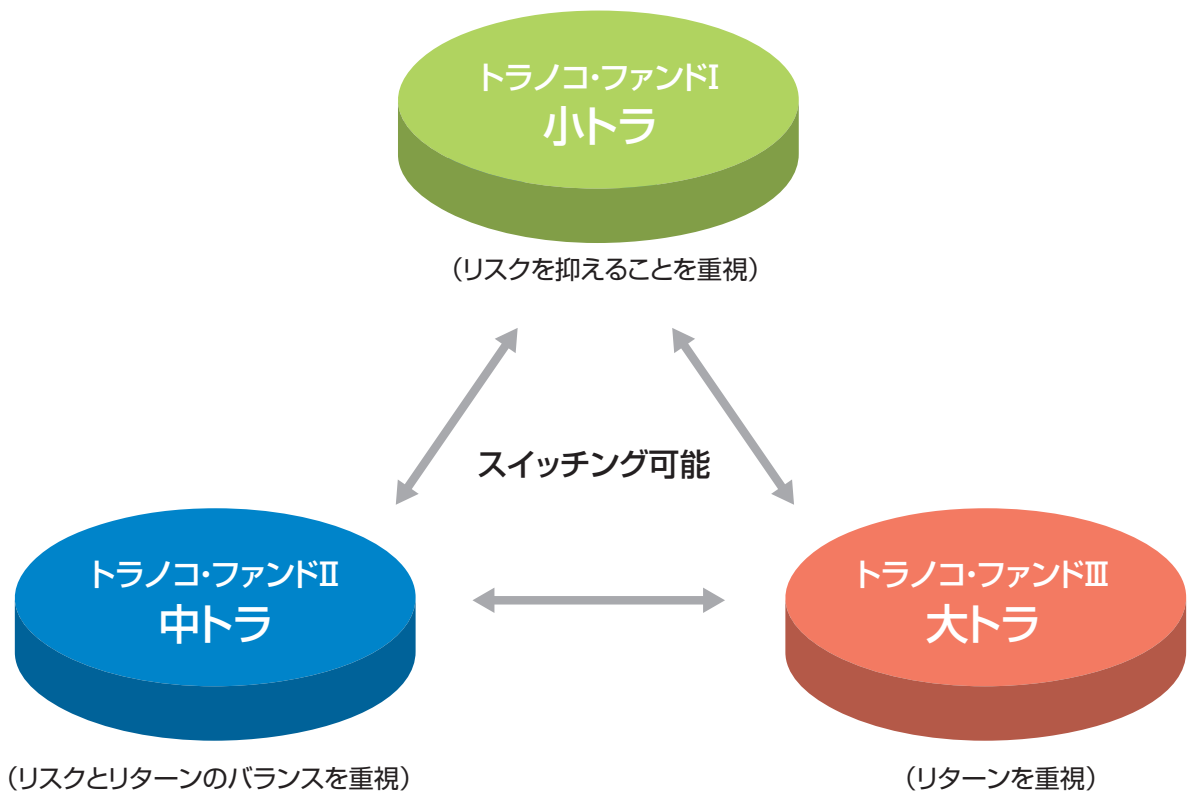 トラノコ・ファンドⅠ
小トラ
（リスクを抑えることを重視）
スイッチング可能
トラノコ・ファンドⅡ
中トラ
（リスクとリターンのバランスを重視）
トラノコ・ファンドⅢ
大トラ
（リターンを重視）